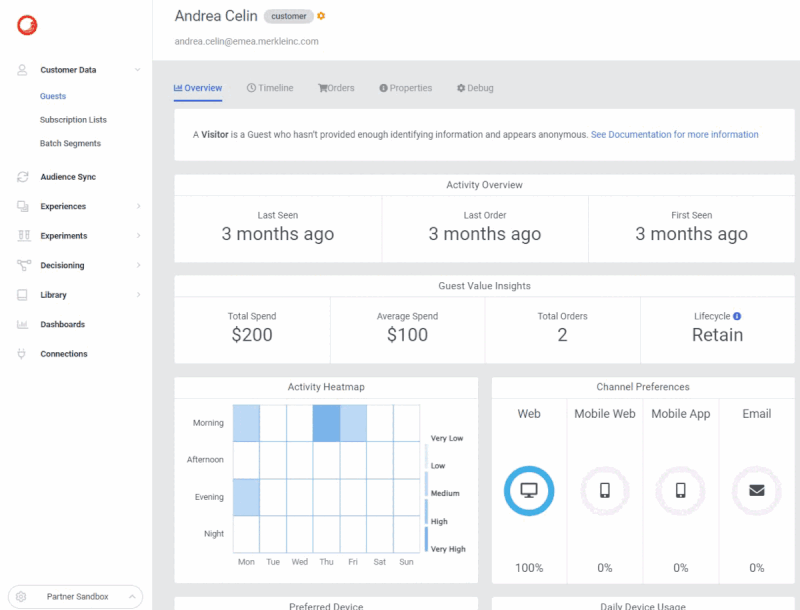 Andrea Celin customer
andrea.celin@emea.merkleinc.com
Customer Data
Guests
Subscription Lists
Batch Segments
Audience Sync
Experiences
Experiments
Decisioning
Library
Dashboards
Connections
Partner Sandbox
Overview Timeline Orders Properties Debug
A Visitor is a Guest who hasn't provided enough identifying information and appears anonymous. See Documentation for more information
Activity Overview
Last Seen Last Order First Seen
3 months ago 3 months ago 3 months ago
Guest Value Insights
Total Spend Average Spend Total Orders Lifecycle
$200 $100 2 Retain
Activity Heatmap
Morning
Afternoon
Evening
Night
Mon Tue Wed Thu Fri Sat Sun
Very Low
Low
Medium
High
Very High
Channel Preferences
Web Mobile Web Mobile App Email
100% 0% 0% 0%
Preferred Device
Daily Device Usage